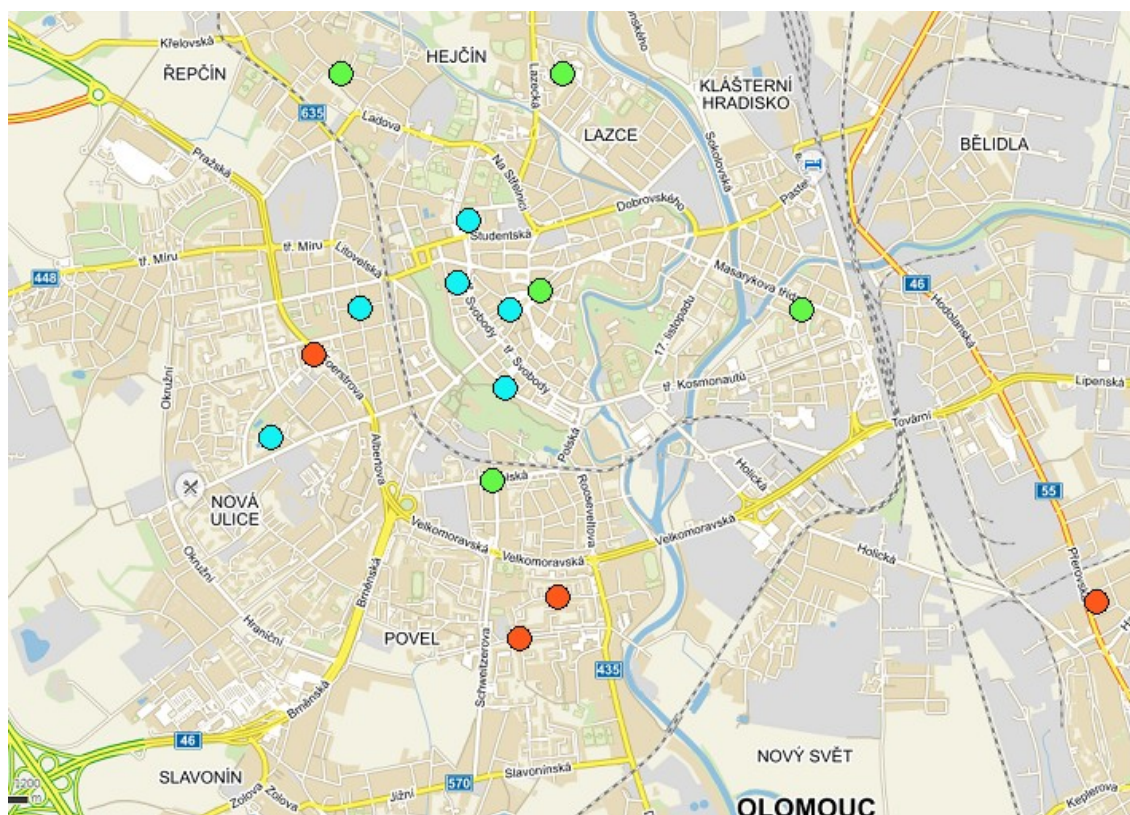 Křelovská
ŘEPČÍN
HEJČÍN
KLÁŠTERNÍ
HRADISKO
635
Ladova
Lazecká
LAZCE
Sokolovská
BĚLIDLA
Pražská
Na Střelnici
Dobrovského
Studentská
tř. Míru
Litovelská
448
tř. Míru
Masarykova třída
46
Hodolanská
Svobody
tř. Svobody
17. listopadu
Okružní
tř. Kosmonautů
Lipenská
Albertova
Polská
Tovární
Holická
NOVÁ
ULICE
Rooseveltova
55
Velkomoravská
Velkomoravská
Velkomoravská
Holická
Okružní
Brněnská
Hraniční
POVEL
Schweitzerova
435
Brněnská
46
SLAVONÍN
570
Slavonínská
NOVÝ SVĚT
Zolova
Zolova
Jižní
OLOMOUC
Keplerova
1200
m